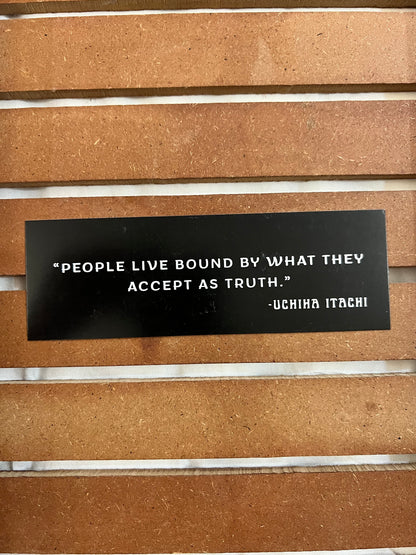 “PEOPLE LIVE BOUND BY WHAT THEY
ACCEPT AS TRUTH.”
-UCHIHA ITACHI